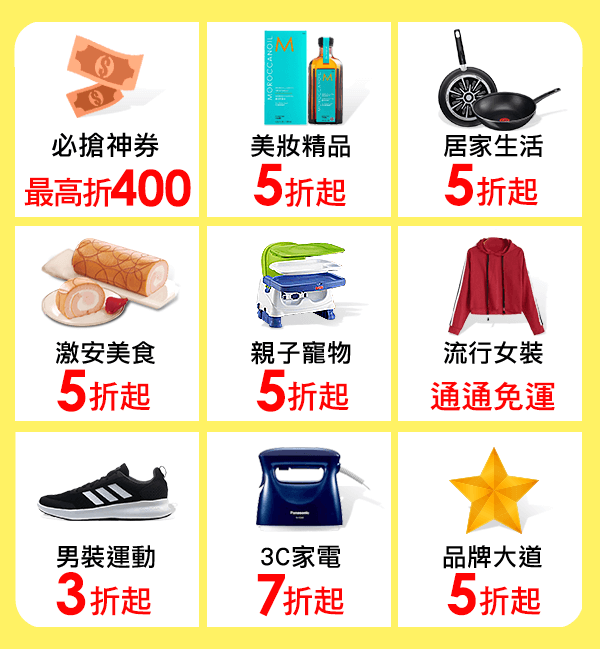 必搶神券
最高折400
MOROCCANOIL
M
M
美妝精品
5折起
居家生活
5折起
激安美食
5折起
親子寵物
5折起
流行女裝
通通免運
男裝運動
3折起
Panasonic
3C家電
7折起
品牌大道
5折起